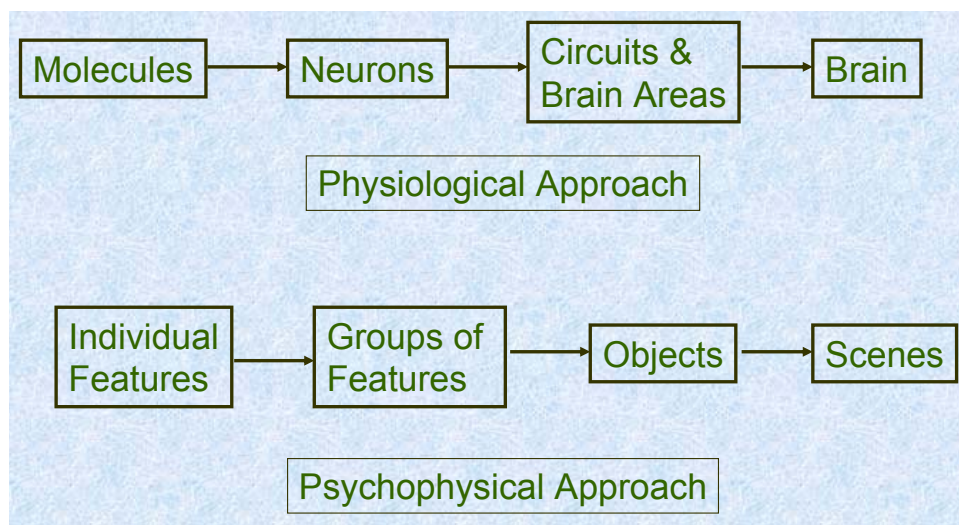 Molecules
Neurons
Circuits &
Brain Areas
Brain
Physiological Approach
Individual
Features
Groups of
Features
Objects
Scenes
Psychophysical Approach